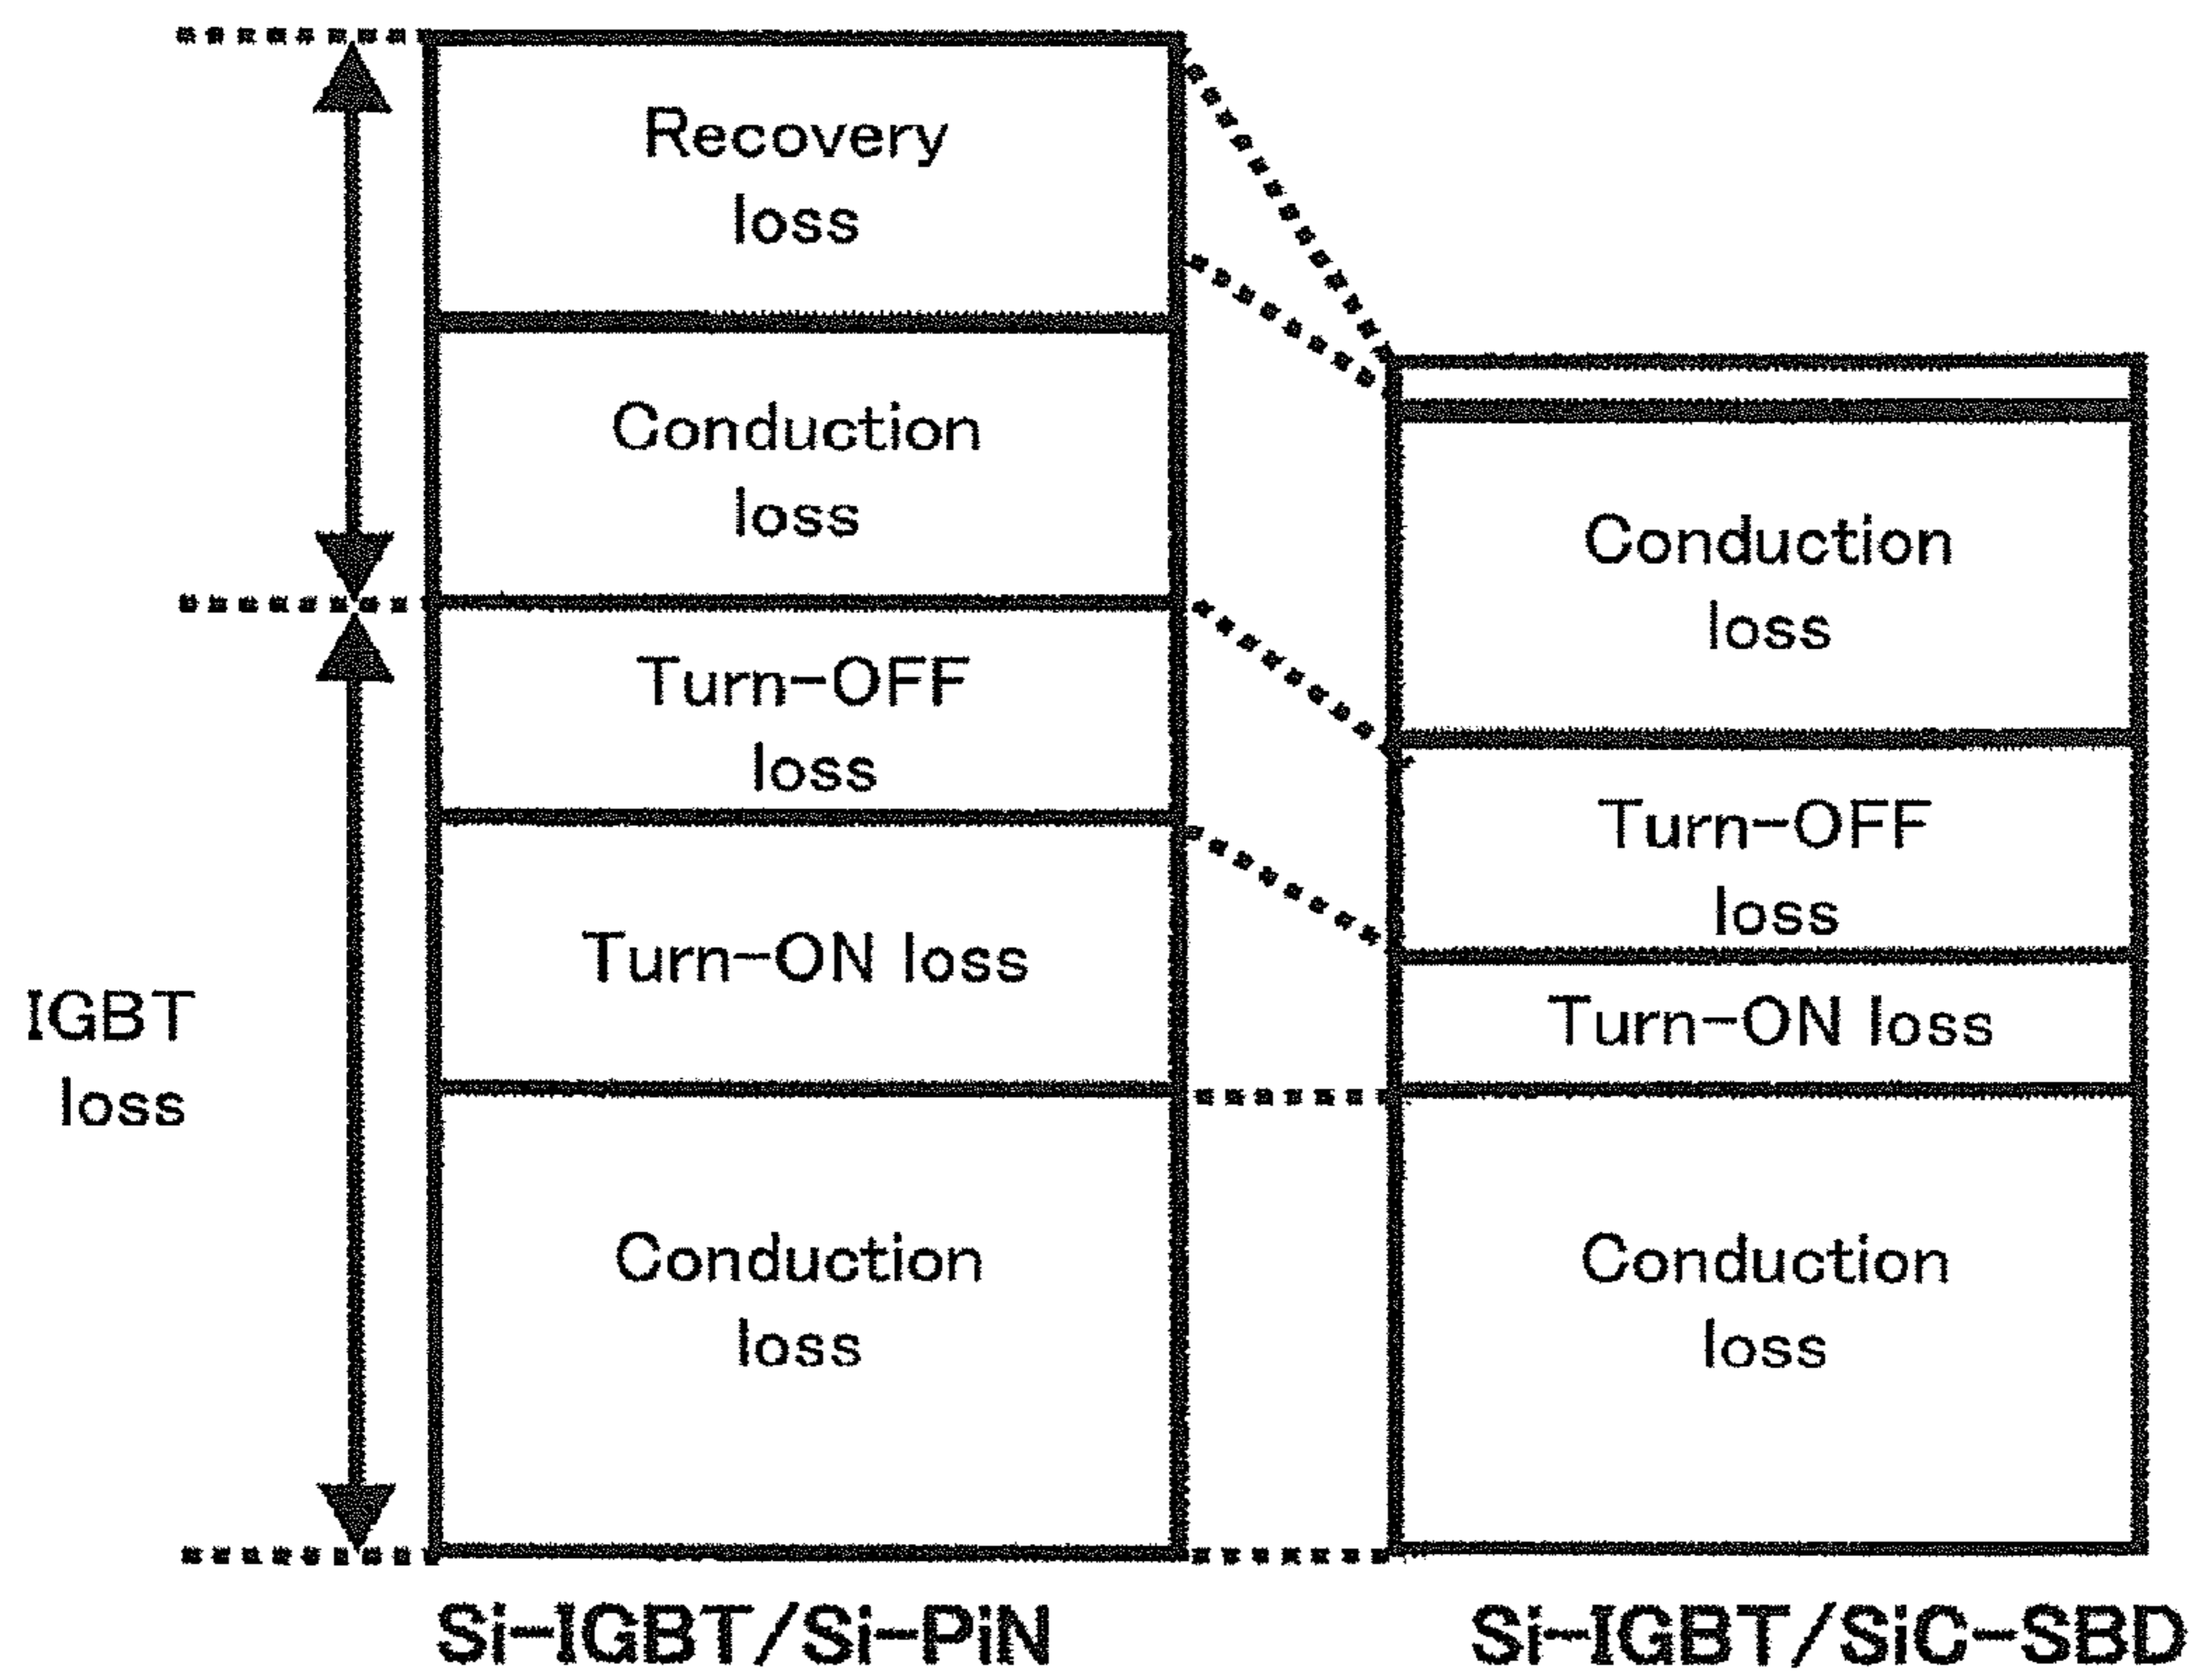 Recovery
loss
Conduction
loss
Turn-OFF
loss
Turn-ON loss
Conduction
loss
IGBT
loss
Conduction
loss
Turn-OFF
loss
Turn-ON loss
Conduction
loss
Si-IGBT/Si-PiN
Si-IGBT/SiC-SBD